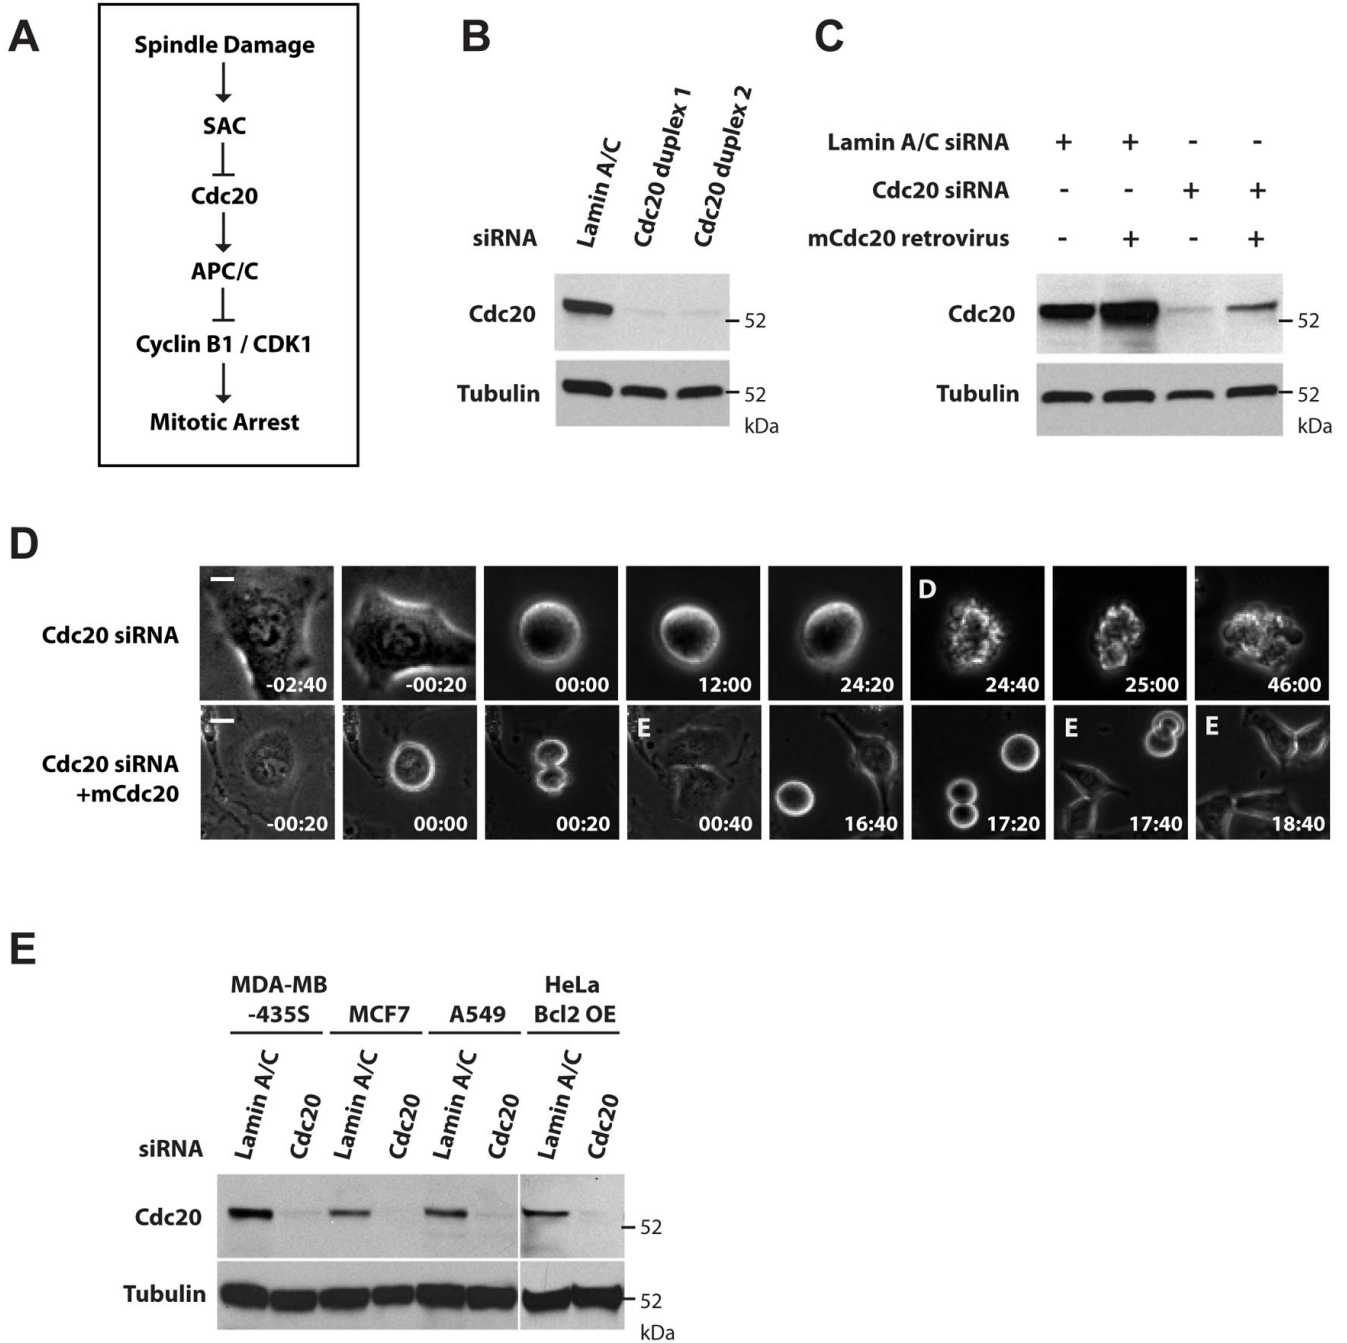 A
Spindle Damage
SAC
Cdc20
APC/C
Cyclin B1 / CDK1
Mitotic Arrest
B
siRNA
Lamin A/C
Cdc20 duplex 1
Cdc20 duplex 2
Cdc20
52
Tubulin
52
kDa
C
Lamin A/C siRNA + + - -
Cdc20 siRNA - - + +
mCdc20 retrovirus - + - +
Cdc20
52
Tubulin
52
kDa
D
Cdc20 siRNA
-02:40
-00:20
00:00
12:00
24:20
D
24:40
25:00
46:00
Cdc20 siRNA
+mCdc20
-00:20
00:00
00:20
E
00:40
16:40
17:20
E
17:40
E
18:40
E
MDA-MB
-435S
MCF7
A549
HeLa
Bcl2 OE
siRNA
Lamin A/C
Cdc20
Lamin A/C
Cdc20
Lamin A/C
Cdc20
Lamin A/C
Cdc20
Cdc20
52
Tubulin
52
kDa